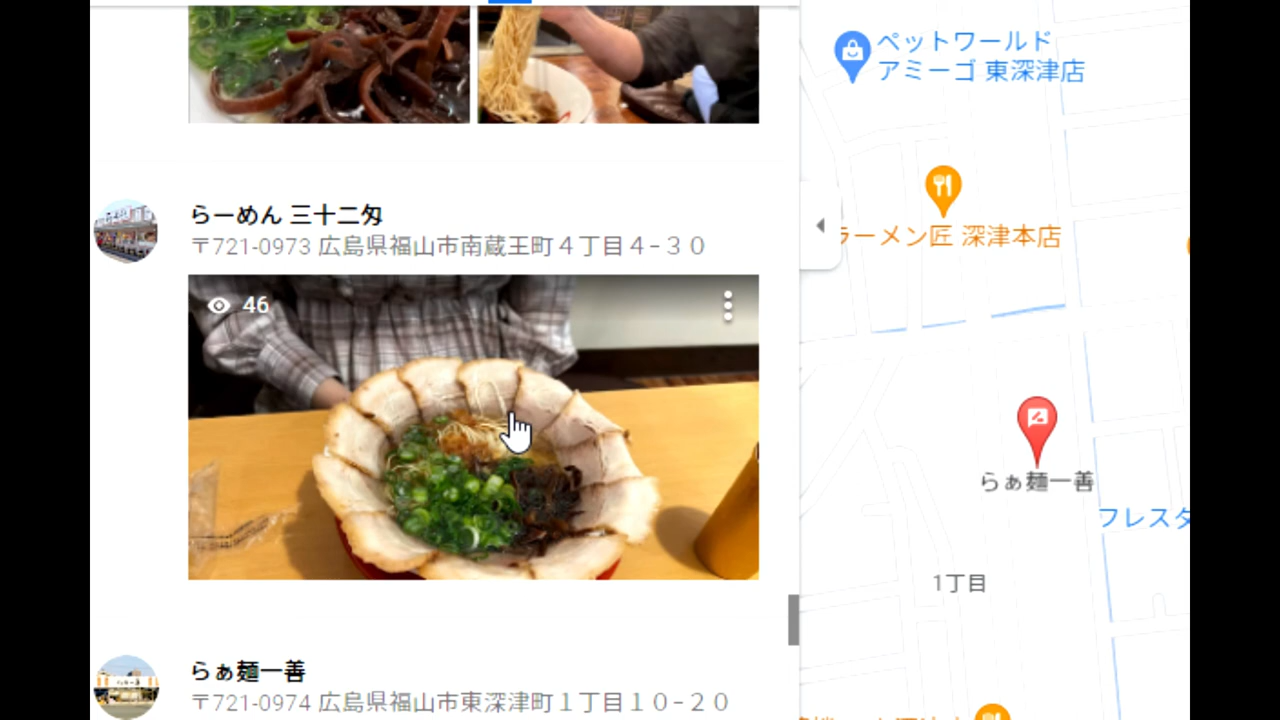 らーめん 三十二匁
〒721-0973 広島県福山市南蔵王町４丁目４−３０
46
らぁ麺一善
〒721-0974 広島県福山市東深津町１丁目１０−２０
ペットワールド
アミーゴ 東深津店
ラーメン匠 深津本店
らぁ麺一善
フレスタ
1丁目